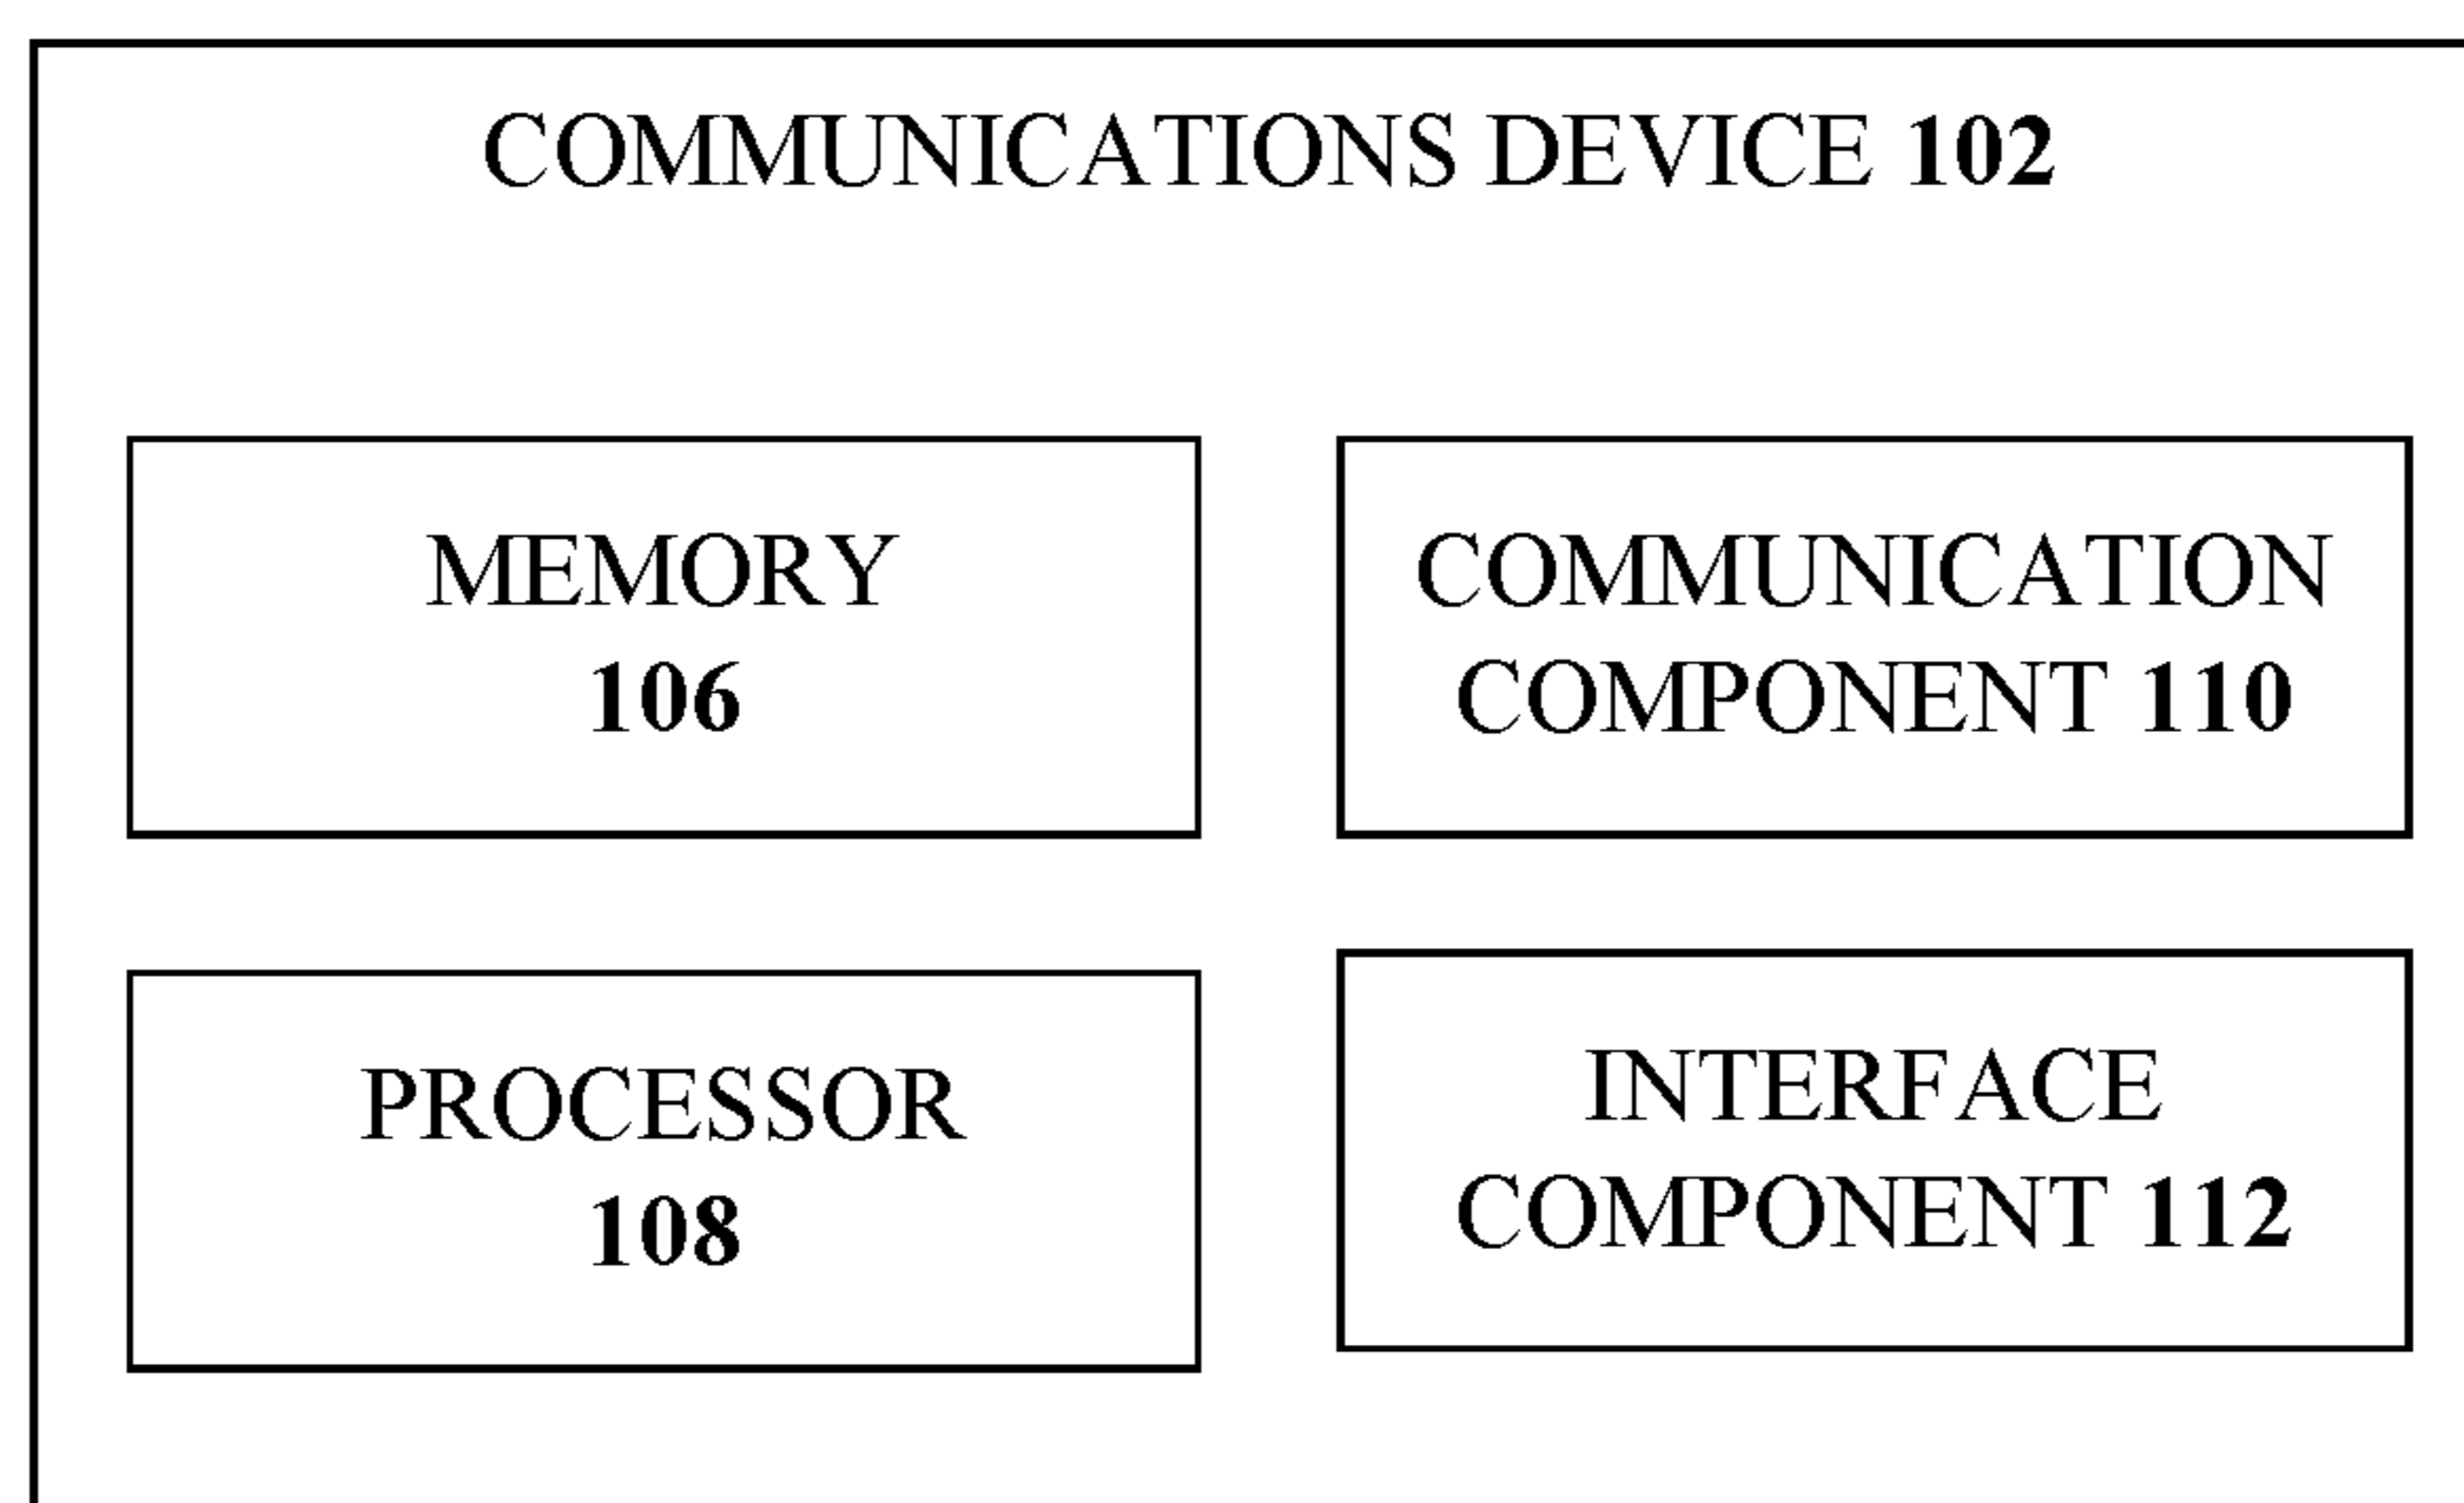 COMMUNICATIONS DEVICE 102
MEMORY
106
COMMUNICATION
COMPONENT 110
PROCESSOR
108
INTERFACE
COMPONENT 112